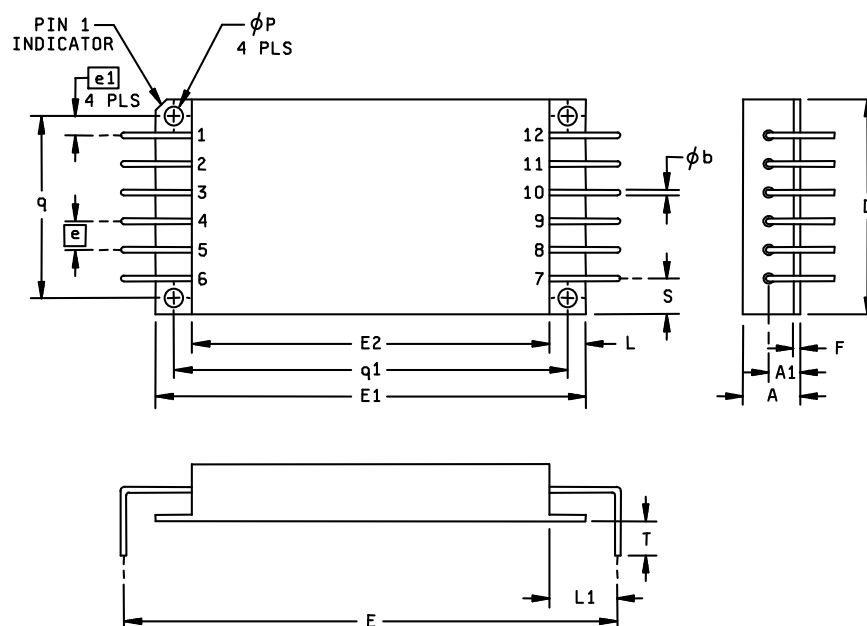 PIN 1
INDICATOR
ϕP
4 PLS
e1
4 PLS
1
2
3
4
5
6
12
11
10
9
8
7
ϕb
q
e
S
D
E2
L
q1
E1
F
A1
A
T
L1
E